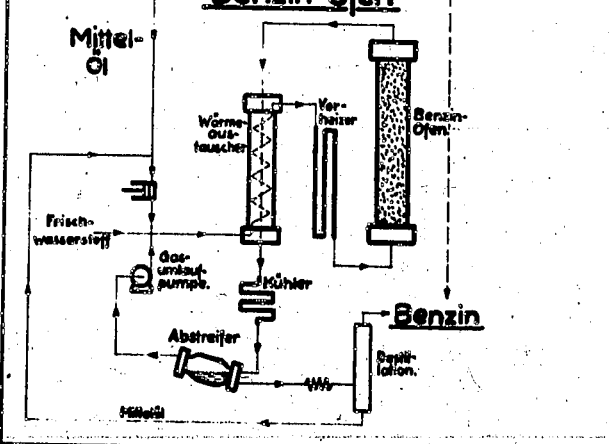 Benzin-Ofen
Mittel-
Öl
Wärme-
aus-
tauscher
Vor-
heizer
Benzin-
Ofen.
Frisch-
wasserstoff
Gas-
umlauf-
pumpe.
Kühler
Abstreifer
Benzin
Destil-
lation.
Mittelöl